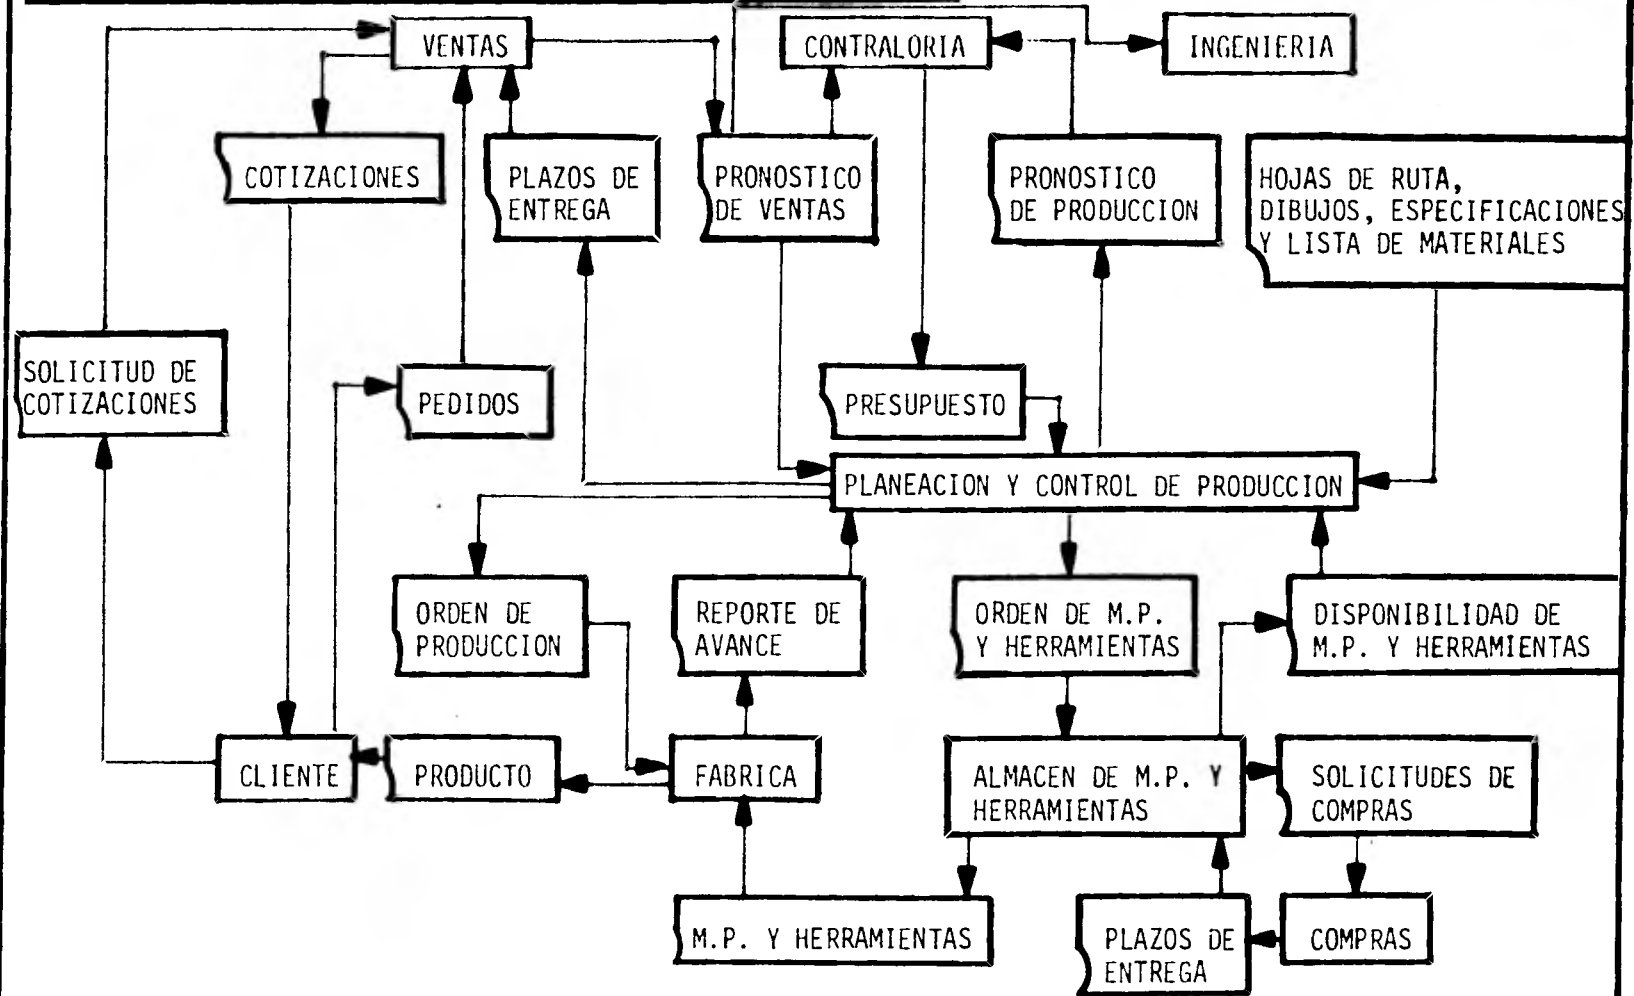 VENTAS
CONTRALORIA
INGENIERIA
COTIZACIONES
PLAZOS DE
ENTREGA
PRONOSTICO
DE VENTAS
PRONOSTICO
DE PRODUCCION
HOJAS DE RUTA,
DIBUJOS, ESPECIFICACIONES
Y LISTA DE MATERIALES
SOLICITUD DE
COTIZACIONES
PEDIDOS
PRESUPUESTO
PLANEACION Y CONTROL DE PRODUCCION
ORDEN DE
PRODUCCION
REPORTE DE
AVANCE
ORDEN DE M.P.
Y HERRAMIENTAS
DISPONIBILIDAD DE
M.P. Y HERRAMIENTAS
CLIENTE
PRODUCTO
FABRICA
ALMACEN DE M.P. Y
HERRAMIENTAS
SOLICITUDES DE
COMPRAS
M.P. Y HERRAMIENTAS
PLAZOS DE
ENTREGA
COMPRAS